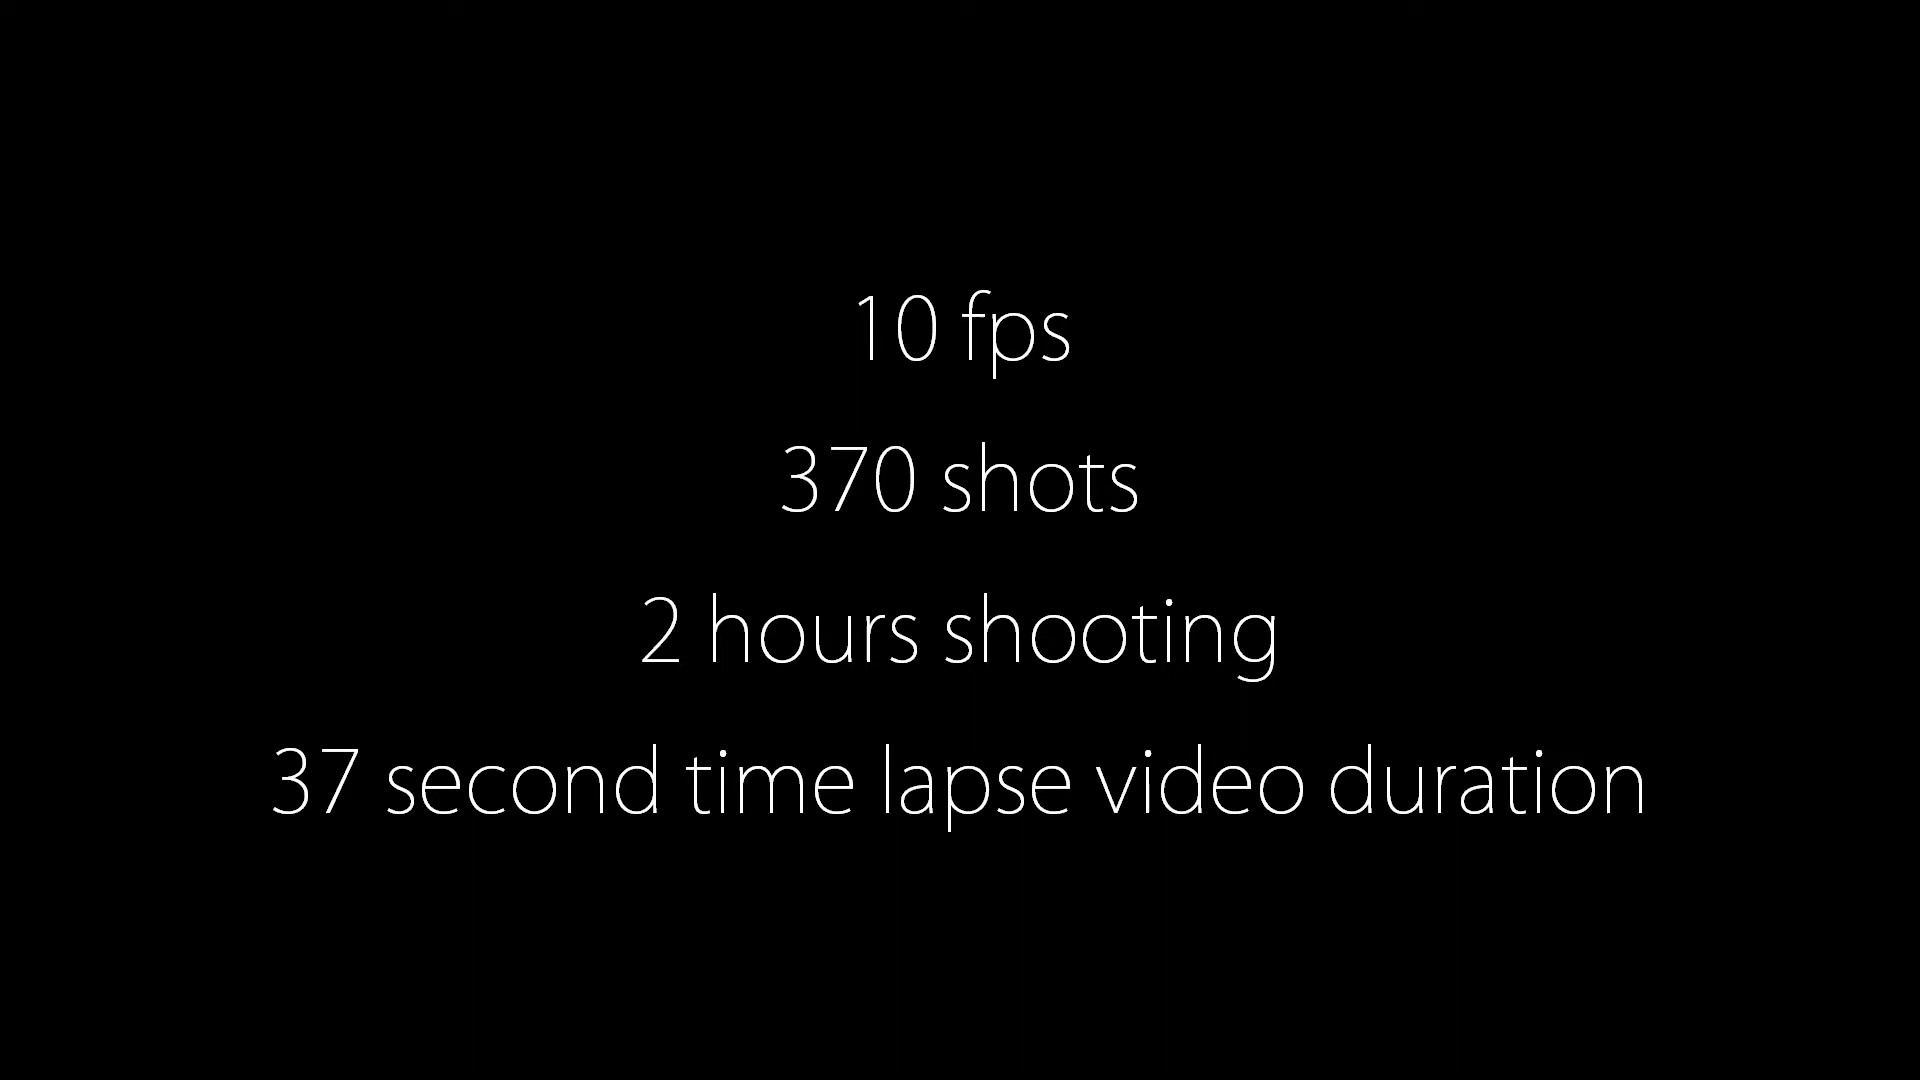 10 fps
370 shots
2 hours shooting
37 second time lapse video duration